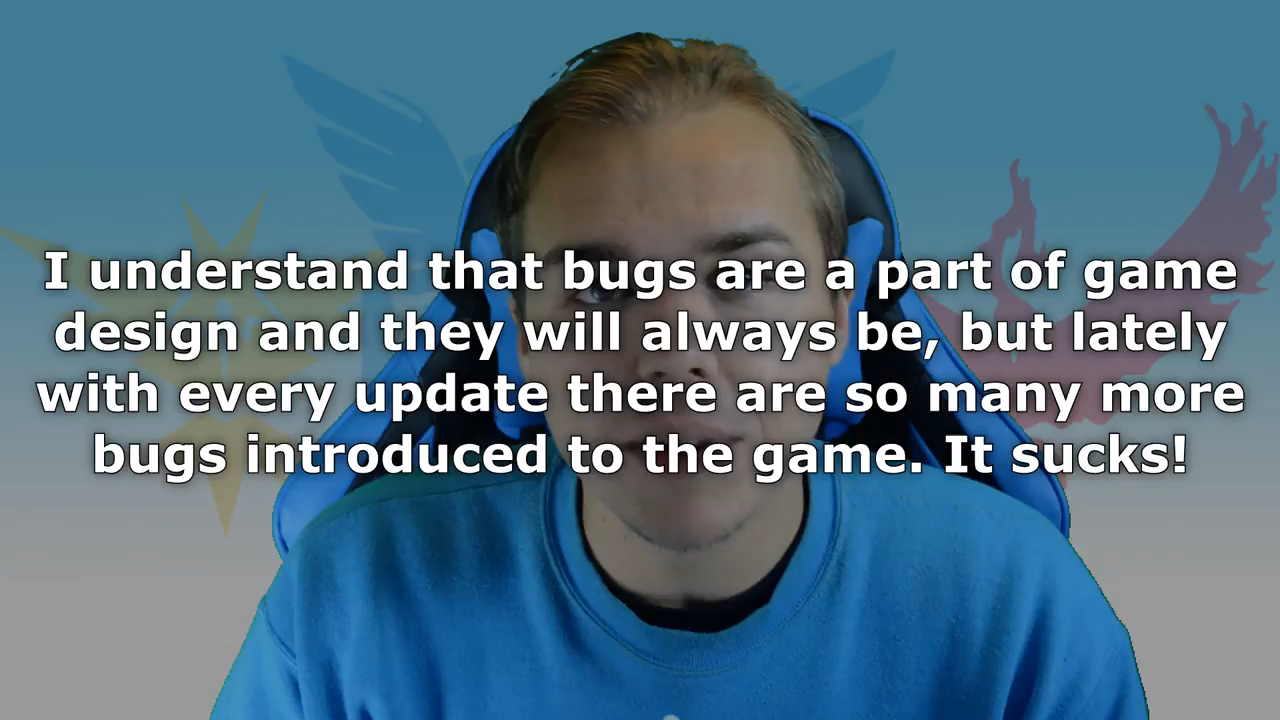 I understand that bugs are a part of game
design and they will always be, but lately
with every update there are so many more
bugs introduced to the game. It sucks!